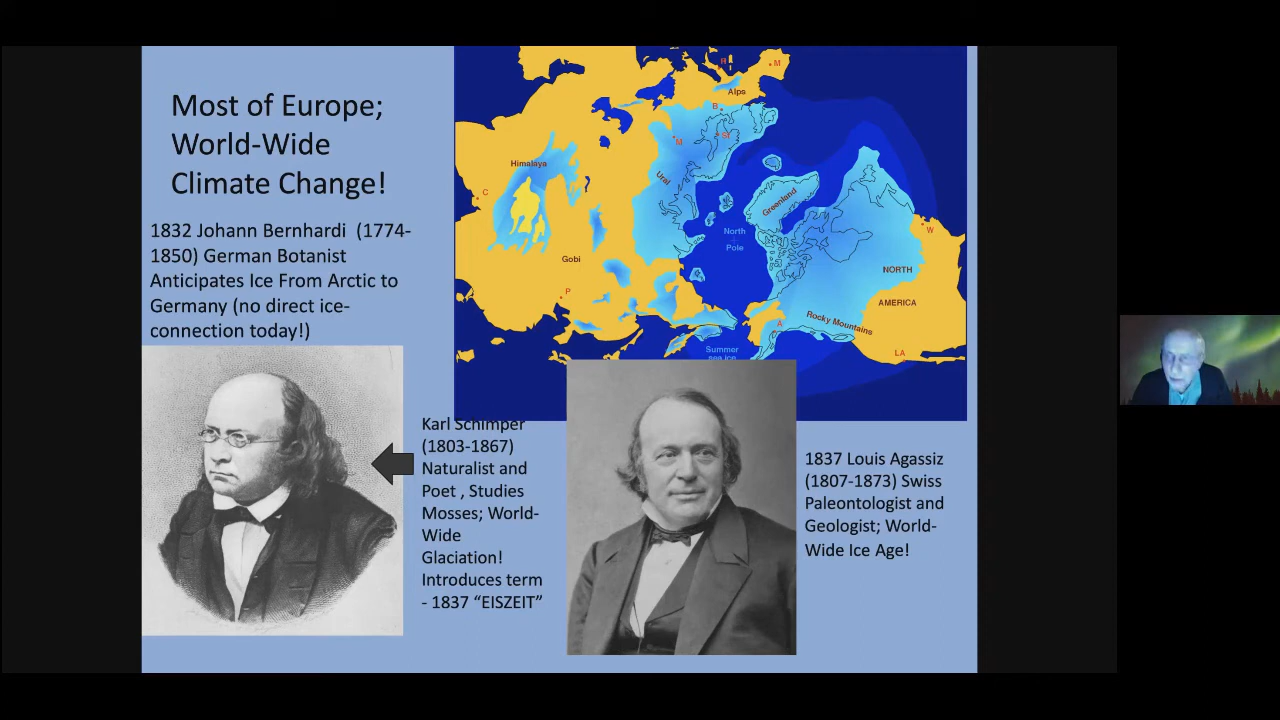 Most of Europe;
World-Wide
Climate Change!
1832 Johann Bernhardi (1774-
1850) German Botanist
Anticipates Ice From Arctic to
Germany (no direct ice-
connection today!)
R
M
Alps
B
M
St
Himalaya
C
Ural
Greenland
North
Pole
W
Gobi
NORTH
AMERICA
P
A
Rocky Mountains
Summer
sea ice
LA
Karl Schimper
(1803-1867)
Naturalist and
Poet , Studies
Mosses; World-
Wide
Glaciation!
Introduces term
- 1837 “EISZEIT”
1837 Louis Agassiz
(1807-1873) Swiss
Paleontologist and
Geologist; World-
Wide Ice Age!